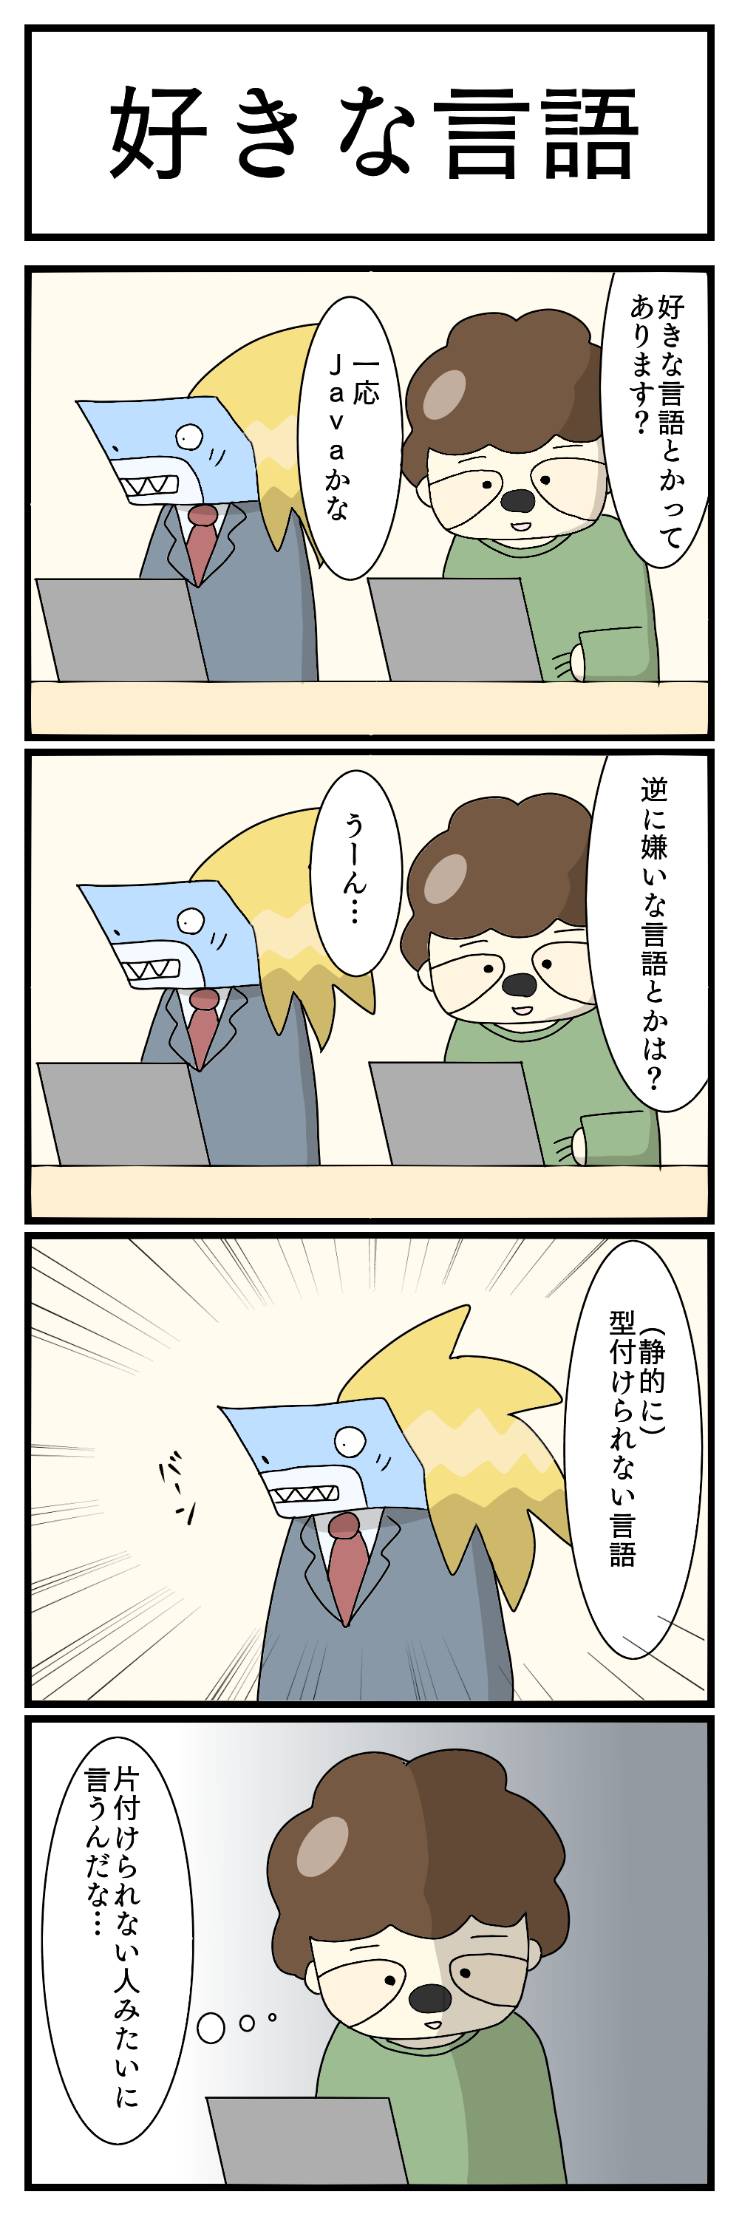 好きな言語
好きな言語とかって
あります?
一応
Javaかな
逆に嫌いな言語とかは?
うーん…
(静的に)
型付けられない言語
バン
片付けられない人みたいに
言うんだな…